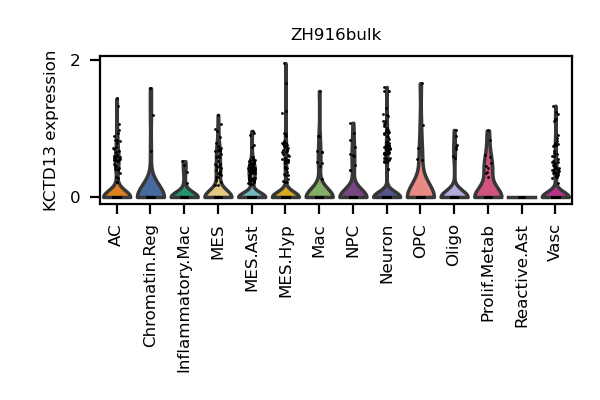 ZH916bulk
KCTD13 expression
2
0
AC
Chromatin.Reg
Inflammatory.Mac
MES
MES.Ast
MES.Hyp
Mac
NPC
Neuron
OPC
Oligo
Prolif.Metab
Reactive.Ast
Vasc